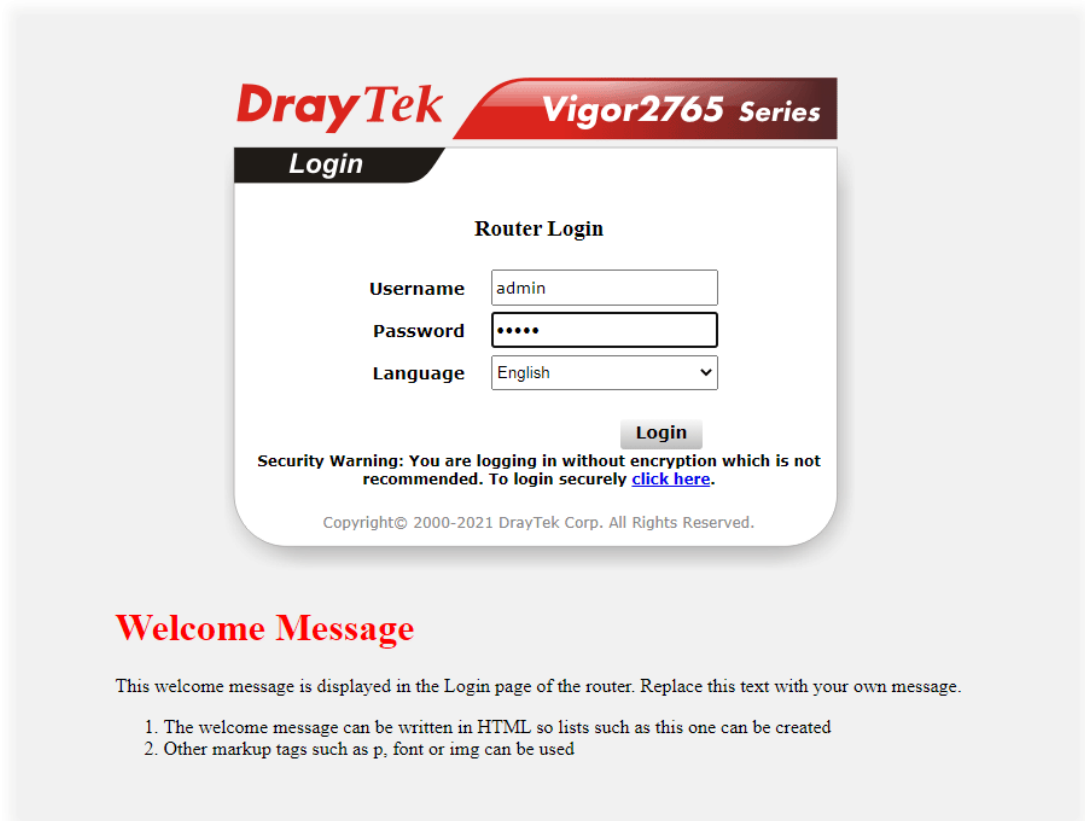 DrayTek Vigor2765 Series
Login
Router Login
Username admin
Password •••••
Language English
Login
Security Warning: You are logging in without encryption which is not
recommended. To login securely click here.
Copyright© 2000-2021 DrayTek Corp. All Rights Reserved.
Welcome Message
This welcome message is displayed in the Login page of the router. Replace this text with your own message.
1. The welcome message can be written in HTML so lists such as this one can be created
2. Other markup tags such as p, font or img can be used